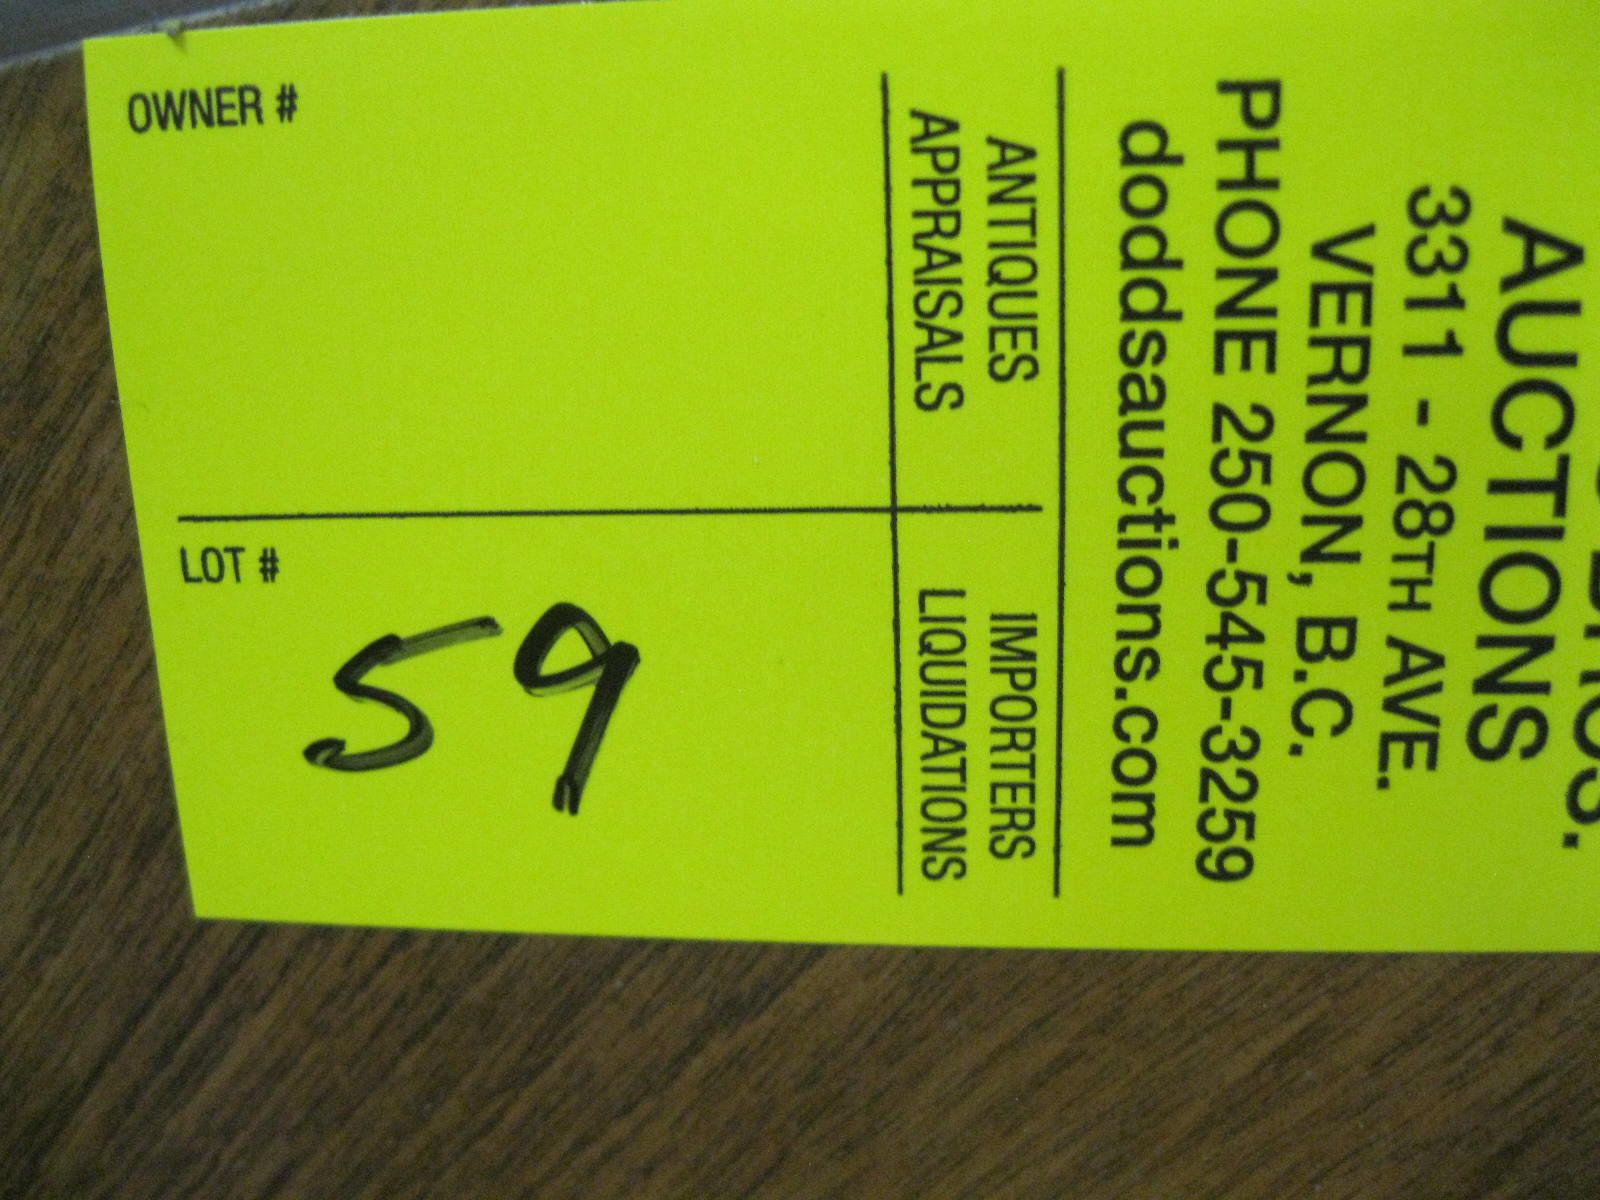 AUCTIONS
3311 - 28TH AVE.
VERNON, B.C.
PHONE 250-545-3259
doddsauctions.com
ANTIQUES
APPRAISALS
IMPORTERS
LIQUIDATIONS
OWNER #
LOT #
59